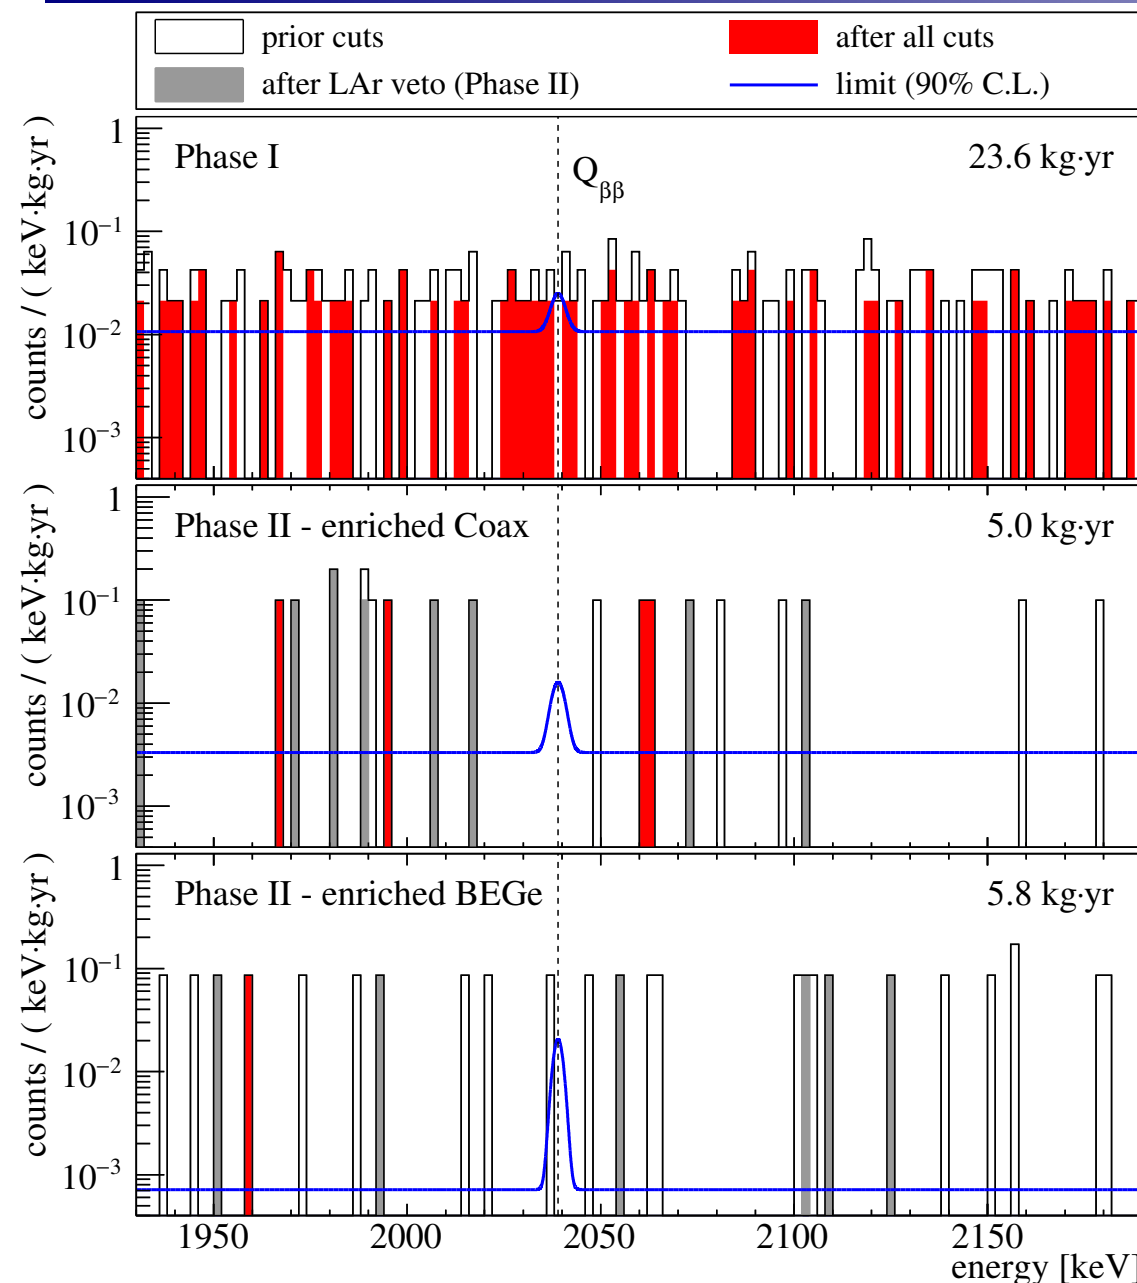 prior cuts
after all cuts
after LAr veto (Phase II)
limit (90% C.L.)
counts / ( keV·kg·yr )
1
10⁻¹
10⁻²
10⁻³
Phase I
Qββ
23.6 kg·yr
counts / ( keV·kg·yr )
1
10⁻¹
10⁻²
10⁻³
Phase II - enriched Coax
5.0 kg·yr
counts / ( keV·kg·yr )
1
10⁻¹
10⁻²
10⁻³
Phase II - enriched BEGe
5.8 kg·yr
1950 2000 2050 2100 2150
energy [keV]